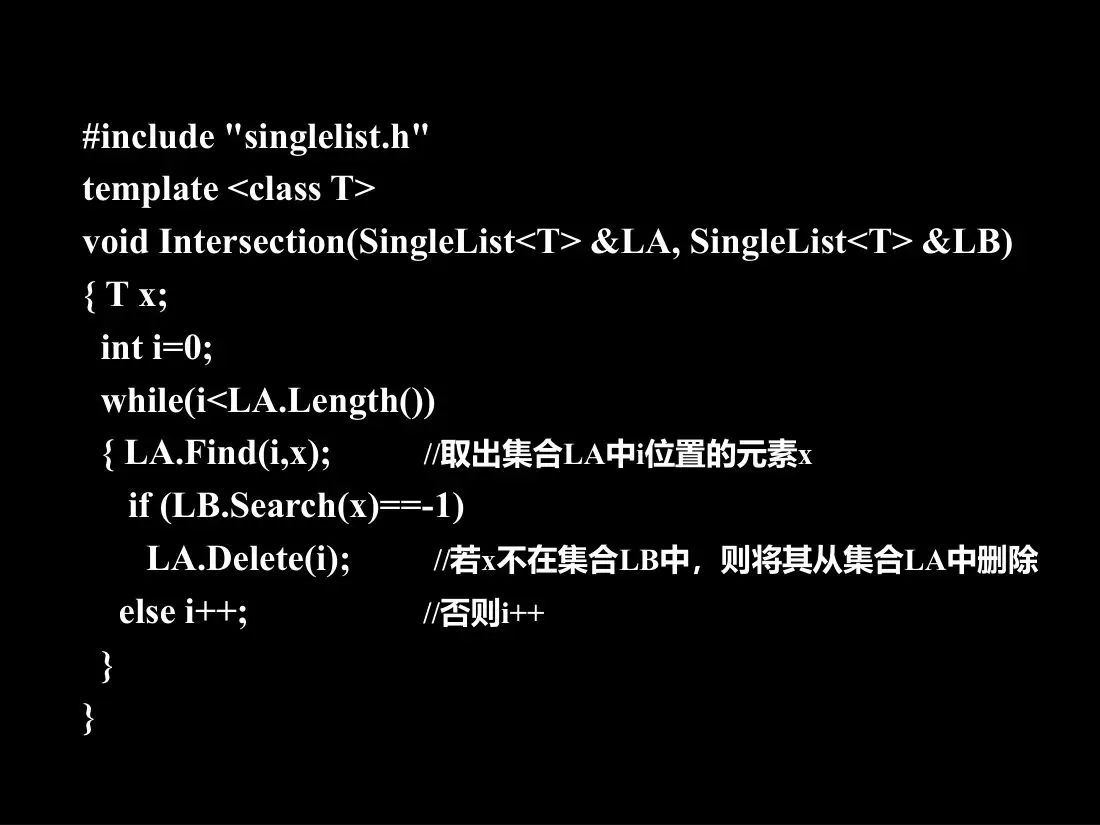 #include "singlelist.h"
template <class T>
void Intersection(SingleList<T> &LA, SingleList<T> &LB)
{ T x;
int i=0;
while(i<LA.Length())
{ LA.Find(i,x); //取出集合LA中i位置的元素x
if (LB.Search(x)==-1)
LA.Delete(i); //若x不在集合LB中，则将其从集合LA中删除
else i++; //否则i++
}
}